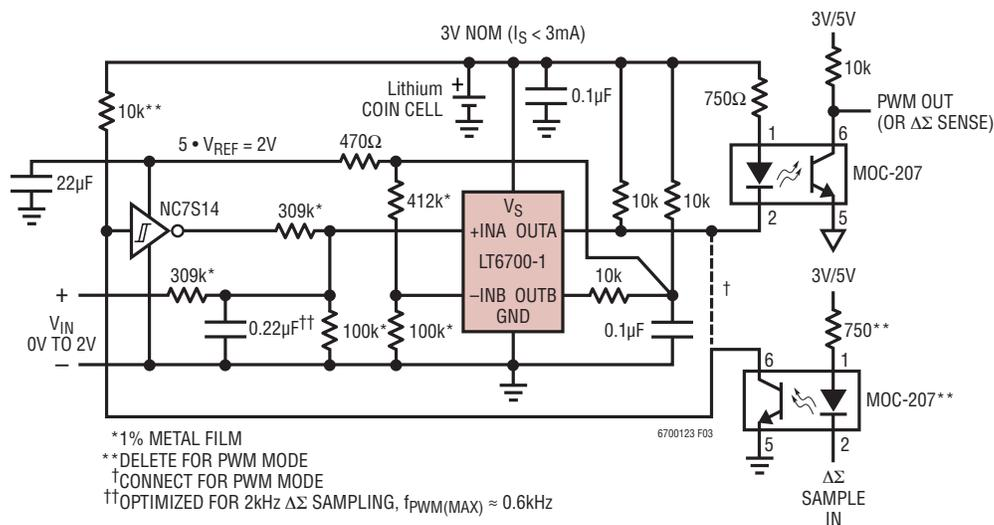 3V NOM (IS < 3mA)
3V/5V
10k**
Lithium
COIN CELL
+
0.1µF
750Ω
10k
PWM OUT
(OR ΔΣ SENSE)
5 • VREF = 2V
470Ω
1
6
MOC-207
2
5
22µF
NC7S14
309k*
412k*
10k
10k
VS
+INA OUTA
LT6700-1
–INB OUTB
GND
309k*
10k
†
3V/5V
+
VIN
0V TO 2V
–
0.22µF††
100k*
100k*
0.1µF
750**
6
1
MOC-207**
5
2
6700123 F03
ΔΣ
SAMPLE
IN
*1% METAL FILM
**DELETE FOR PWM MODE
†CONNECT FOR PWM MODE
††OPTIMIZED FOR 2kHz ΔΣ SAMPLING, fPWM(MAX) ≈ 0.6kHz